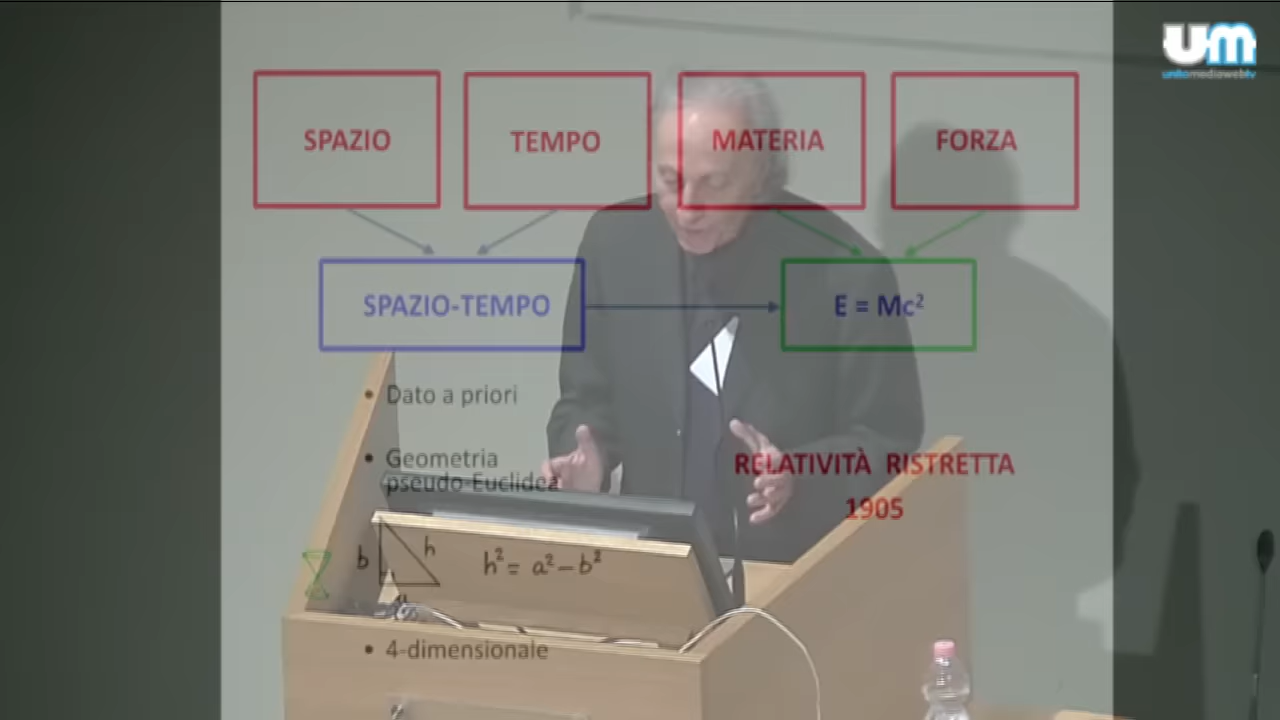 UM
unitomediawebtv
SPAZIO
TEMPO
MATERIA
FORZA
SPAZIO-TEMPO
E = Mc²
• Dato a priori
• Geometria
pseudo-Euclidea
RELATIVITÀ RISTRETTA
1905
b
h
h² = a² – b²
• 4-dimensionale